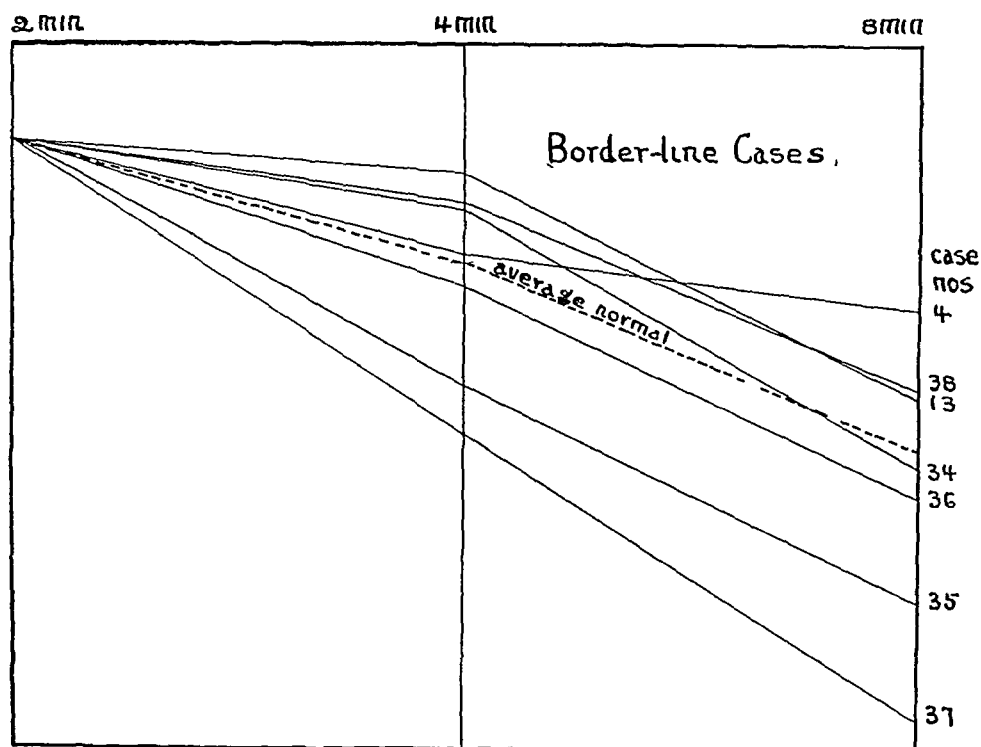 2 min 4 min 8 min
Border-line Cases.
case
nos
4
average normal
38
13
34
36
35
37